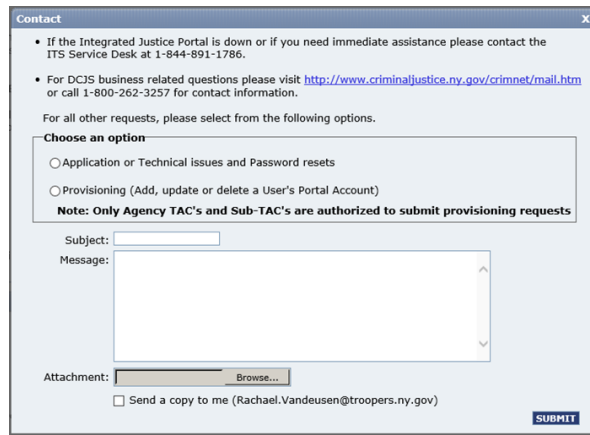 Contact X
• If the Integrated Justice Portal is down or if you need immediate assistance please contact the
ITS Service Desk at 1-844-891-1786.
• For DCJS business related questions please visit http://www.criminaljustice.ny.gov/crimnet/mail.htm
or call 1-800-262-3257 for contact information.
For all other requests, please select from the following options.
Choose an option
Application or Technical issues and Password resets
Provisioning (Add, update or delete a User's Portal Account)
Note: Only Agency TAC's and Sub-TAC's are authorized to submit provisioning requests
Subject:
Message:
Attachment: Browse...
Send a copy to me (Rachael.Vandeusen@troopers.ny.gov)
SUBMIT